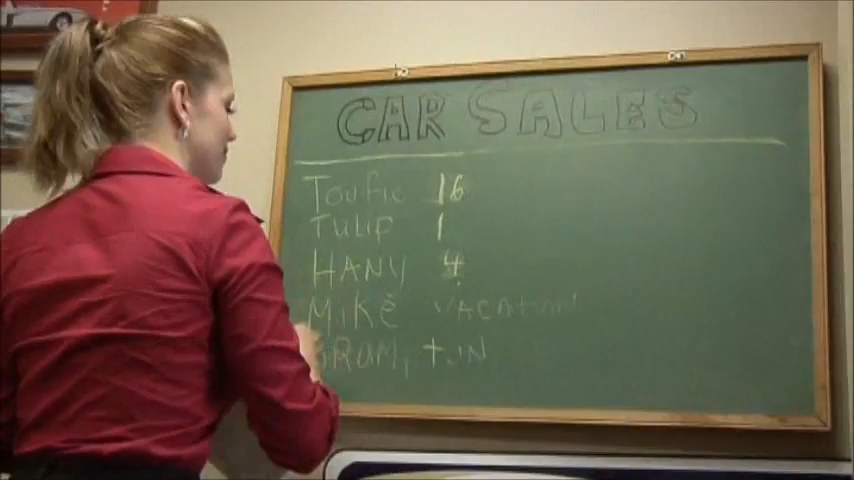 CAR SALES
Toufic 16
Tulip 1
HANY 4
MikE VACATION